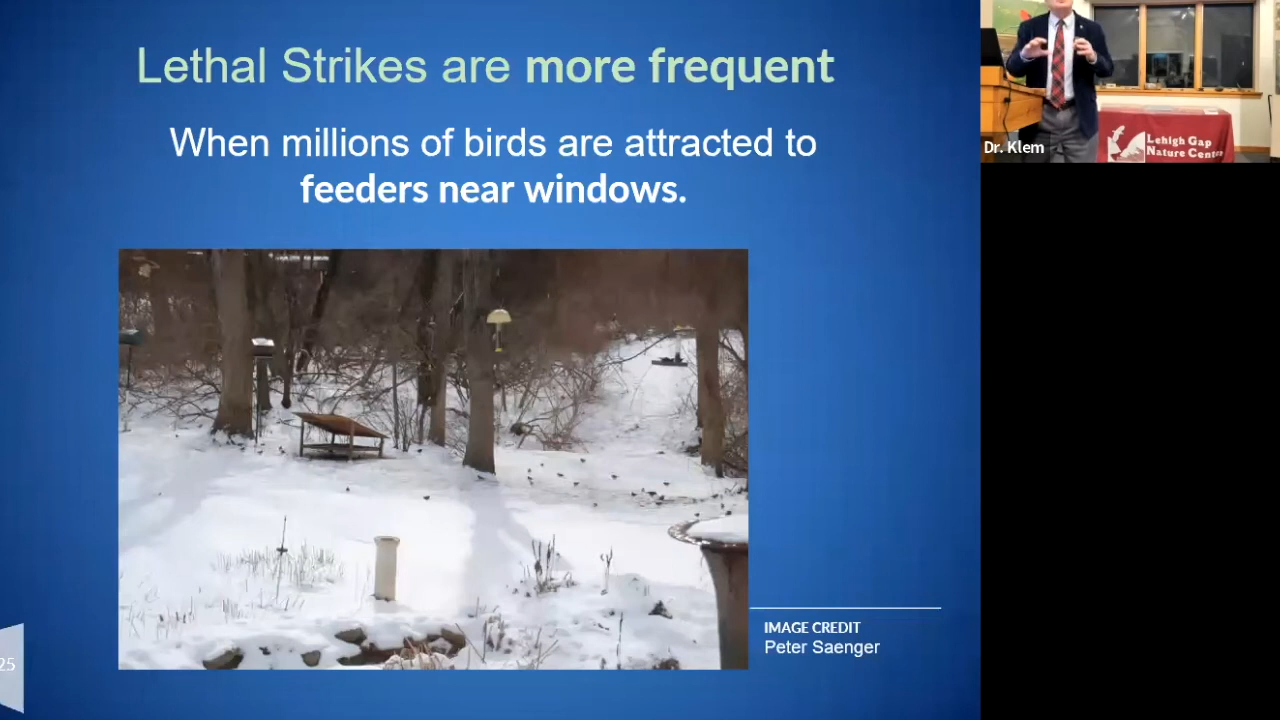 Lethal Strikes are more frequent
When millions of birds are attracted to
feeders near windows.
Dr. Klem
Lehigh Gap
Nature Center
IMAGE CREDIT
Peter Saenger
25